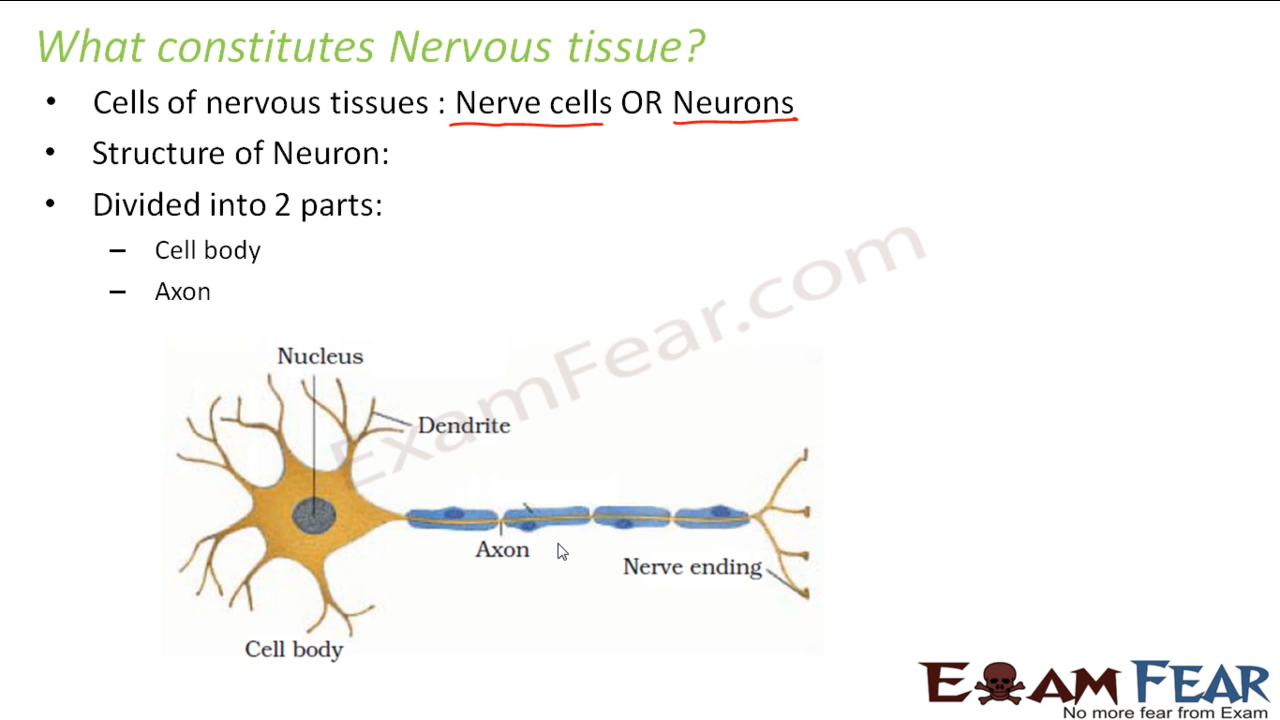 What constitutes Nervous tissue?
• Cells of nervous tissues : Nerve cells OR Neurons
• Structure of Neuron:
• Divided into 2 parts:
– Cell body
– Axon
ExamFear.com
Nucleus
Dendrite
Axon
Nerve ending
Cell body
EXAM FEAR
No more fear from Exam